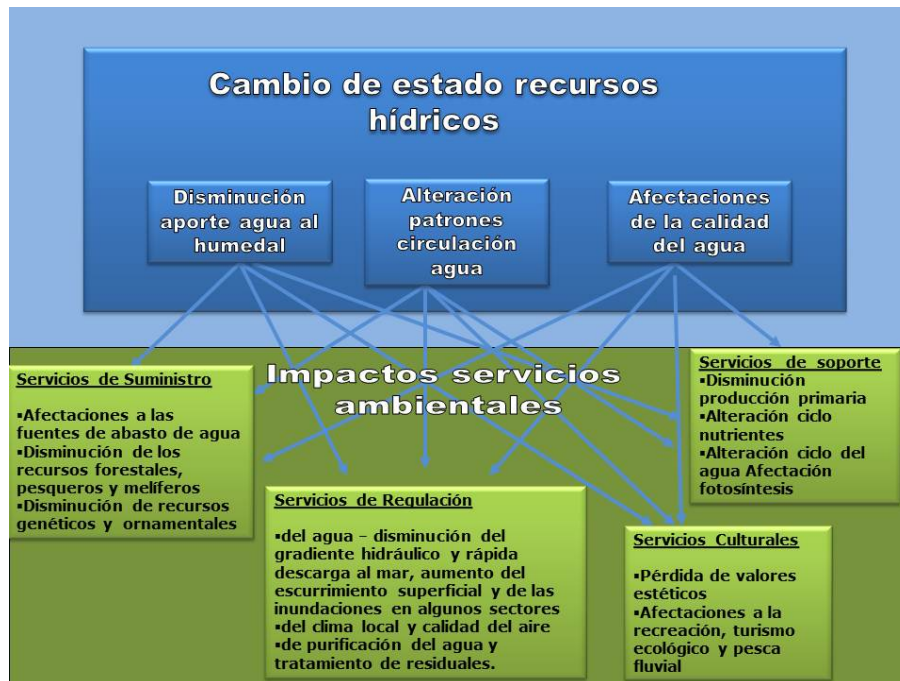 Cambio de estado recursos
hídricos
Disminución
aporte agua al
humedal
Alteración
patrones
circulación
agua
Afectaciones
de la calidad
del agua
Impactos servicios
ambientales
Servicios de Suministro
▪Afectaciones a las
fuentes de abasto de agua
▪Disminución de los
recursos forestales,
pesqueros y melíferos
▪Disminución de recursos
genéticos y ornamentales
Servicios de Regulación
▪del agua – disminución del
gradiente hidráulico y rápida
descarga al mar, aumento del
escurrimiento superficial y de las
inundaciones en algunos sectores
▪del clima local y calidad del aire
▪de purificación del agua y
tratamiento de residuales.
Servicios de soporte
▪Disminución
producción primaria
▪Alteración ciclo
nutrientes
▪Alteración ciclo del
agua Afectación
fotosíntesis
Servicios Culturales
▪Pérdida de valores
estéticos
▪Afectaciones a la
recreación, turismo
ecológico y pesca
fluvial